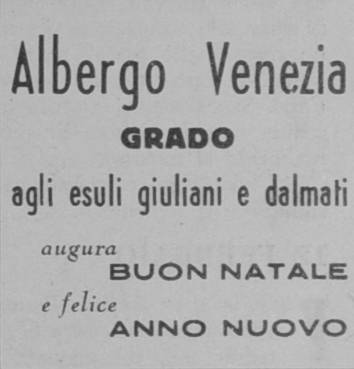 Albergo Venezia
GRADO
agli esuli giuliani e dalmati
augura
BUON NATALE
e felice
ANNO NUOVO